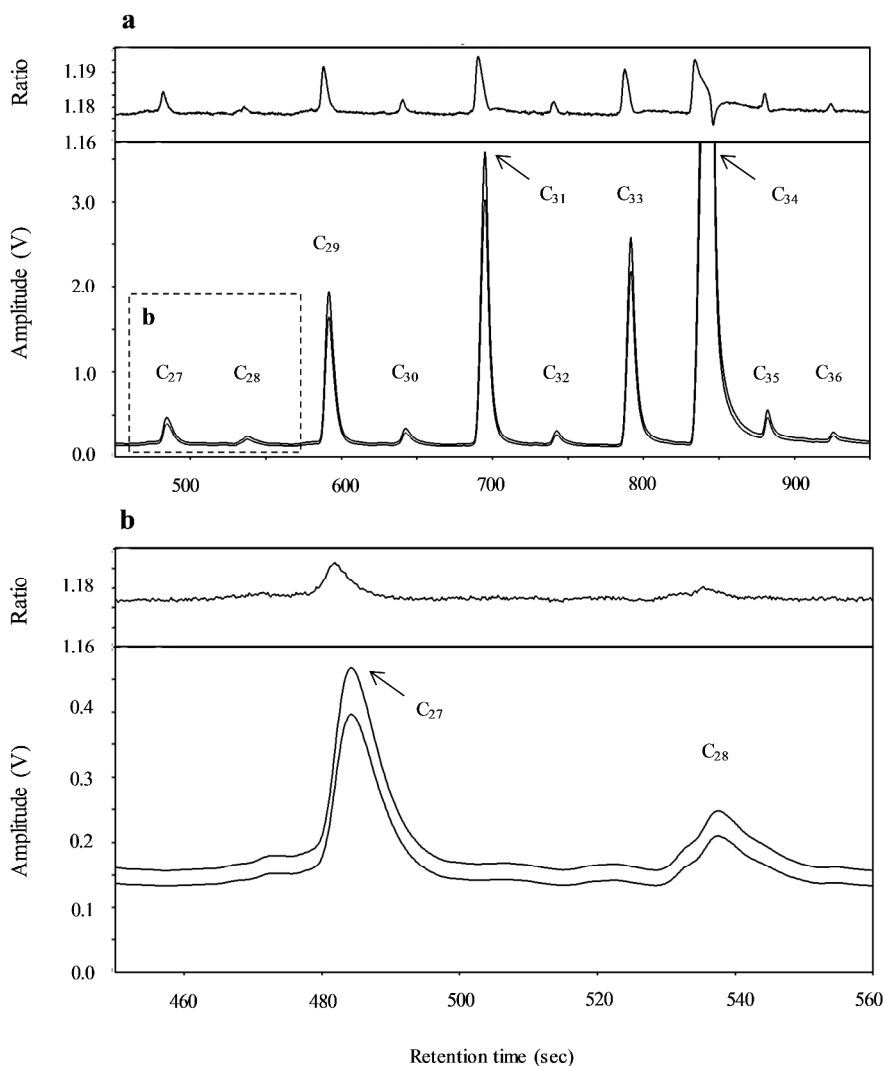 a
Ratio
1.19
1.18
1.16
Amplitude (V)
3.0
2.0
1.0
0.0
C31
C33
C34
C29
b
C27
C28
C30
C32
C35
C36
500
600
700
800
900
b
Ratio
1.18
1.16
Amplitude (V)
0.4
0.3
0.2
0.1
0.0
C27
C28
460
480
500
520
540
560
Retention time (sec)